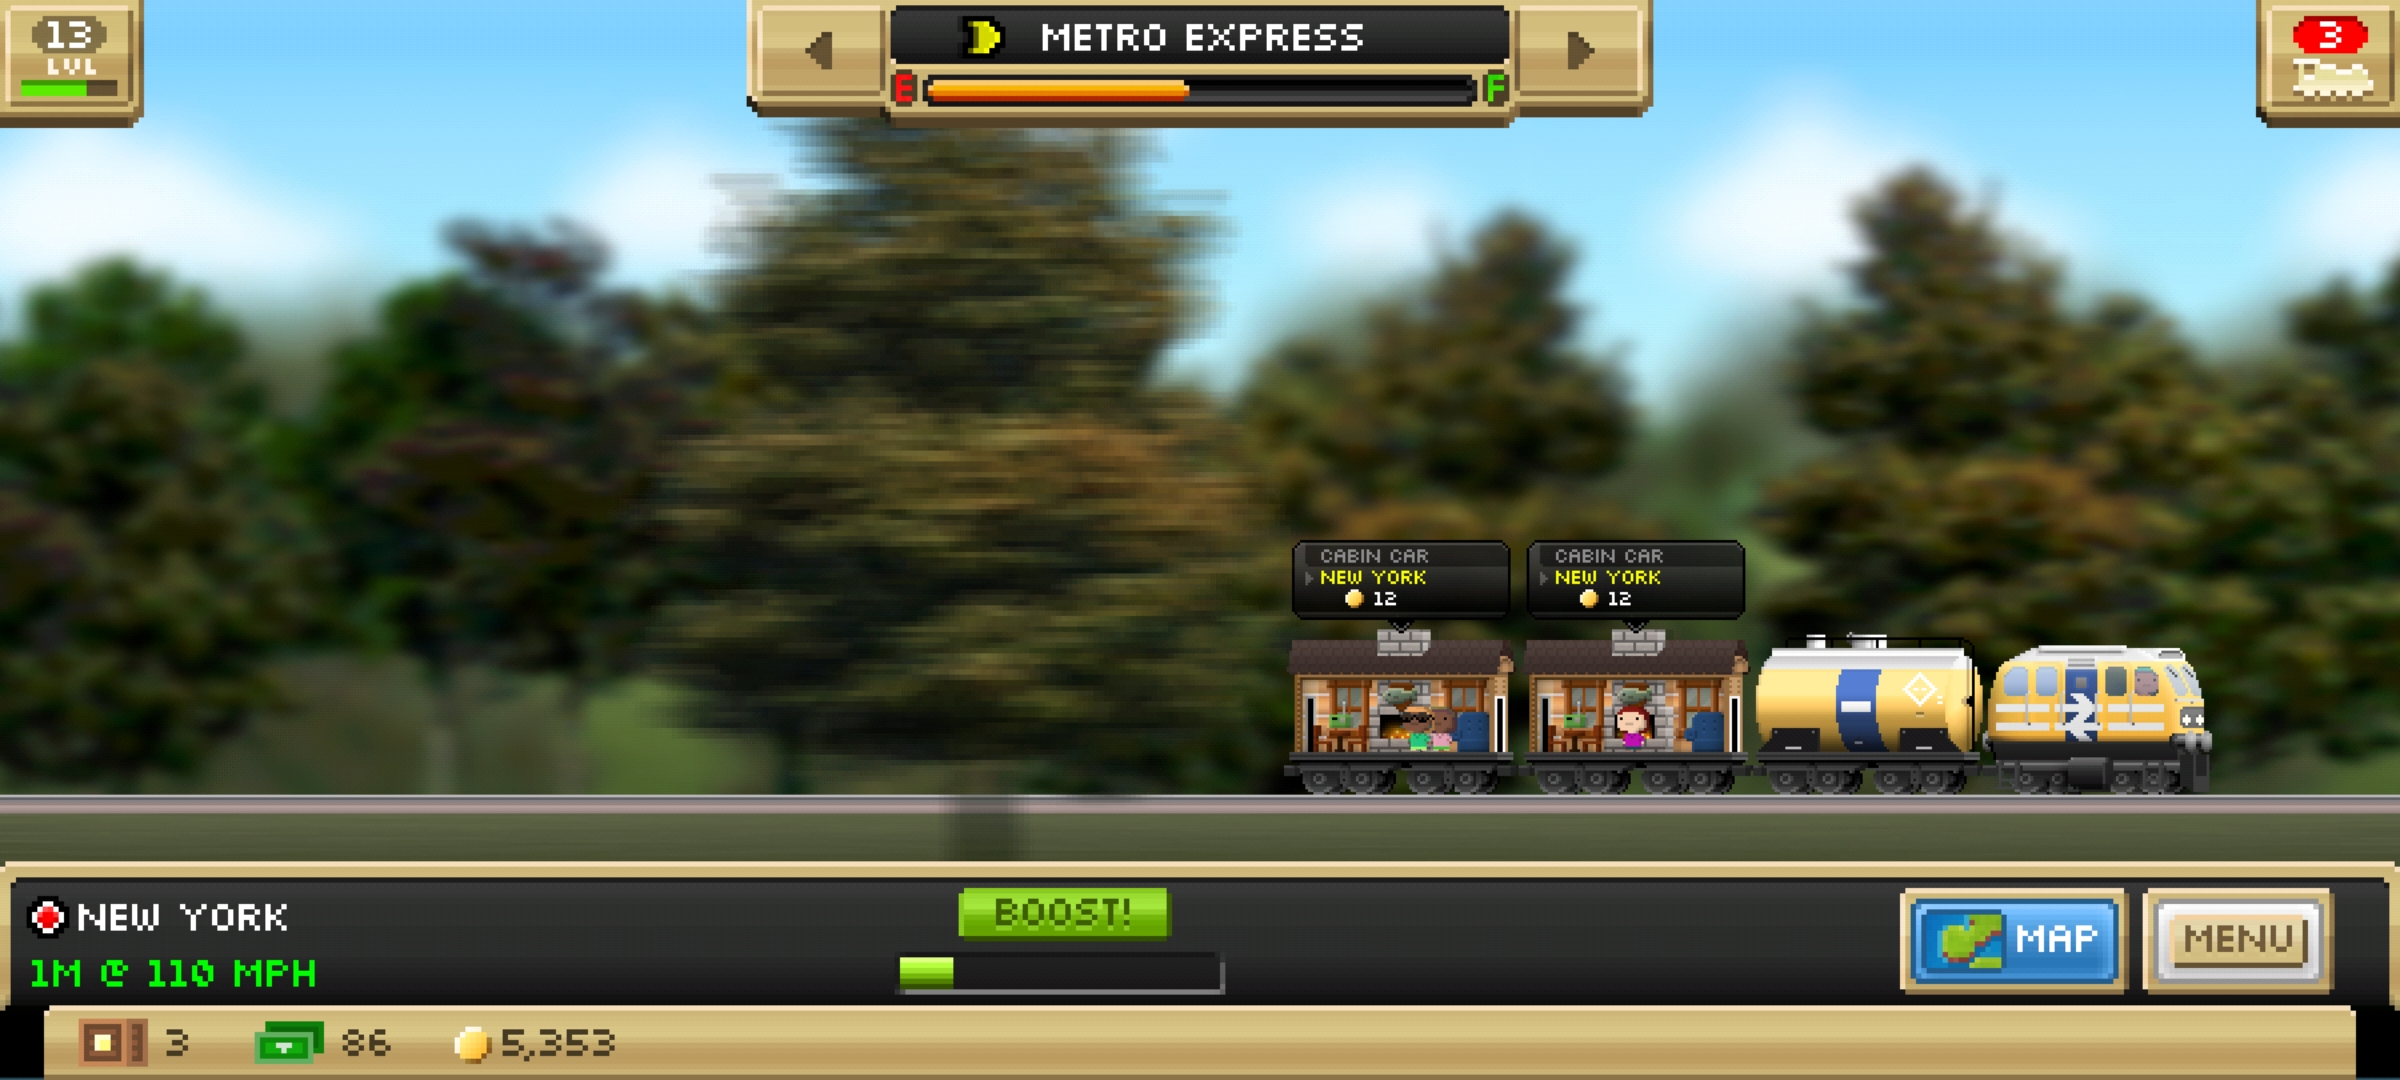 13
LVL
METRO EXPRESS
E F
3
CABIN CAR
NEW YORK
12
CABIN CAR
NEW YORK
12
NEW YORK
1M @ 110 MPH
BOOST!
MAP
MENU
3 86 5,353